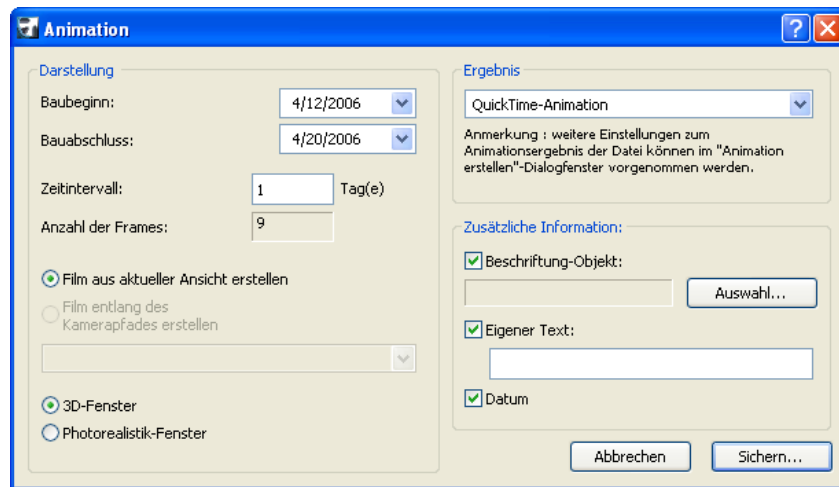 Animation
Darstellung
Baubeginn:
4/12/2006
Bauabschluss:
4/20/2006
Zeitintervall:
1
Tag(e)
Anzahl der Frames:
9
Film aus aktueller Ansicht erstellen
Film entlang des
Kamerapfades erstellen
3D-Fenster
Photorealistik-Fenster
Ergebnis
QuickTime-Animation
Anmerkung : weitere Einstellungen zum
Animationsergebnis der Datei können im "Animation
erstellen"-Dialogfenster vorgenommen werden.
Zusätzliche Information:
Beschriftung-Objekt:
Auswahl...
Eigener Text:
Datum
Abbrechen
Sichern...